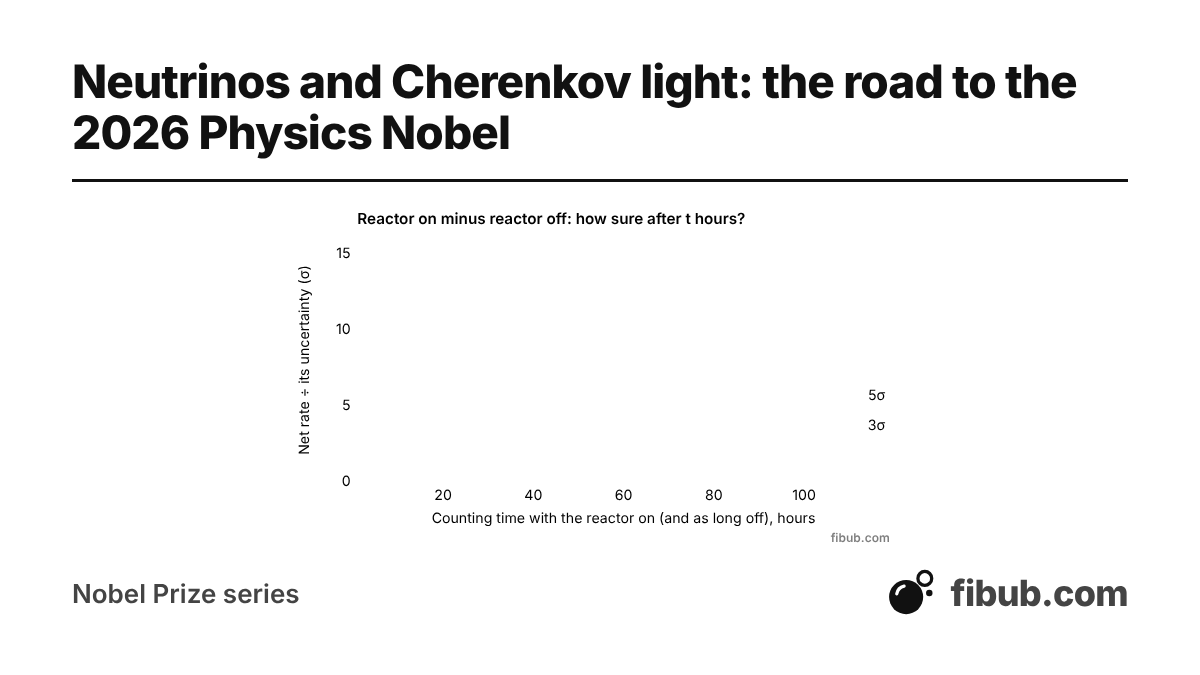 Neutrinos and Cherenkov light: the road to the
2026 Physics Nobel
Reactor on minus reactor off: how sure after t hours?
Net rate ÷ its uncertainty (σ)
15
10
5
0
5σ
3σ
20 40 60 80 100
Counting time with the reactor on (and as long off), hours
fibub.com
Nobel Prize series
fibub.com